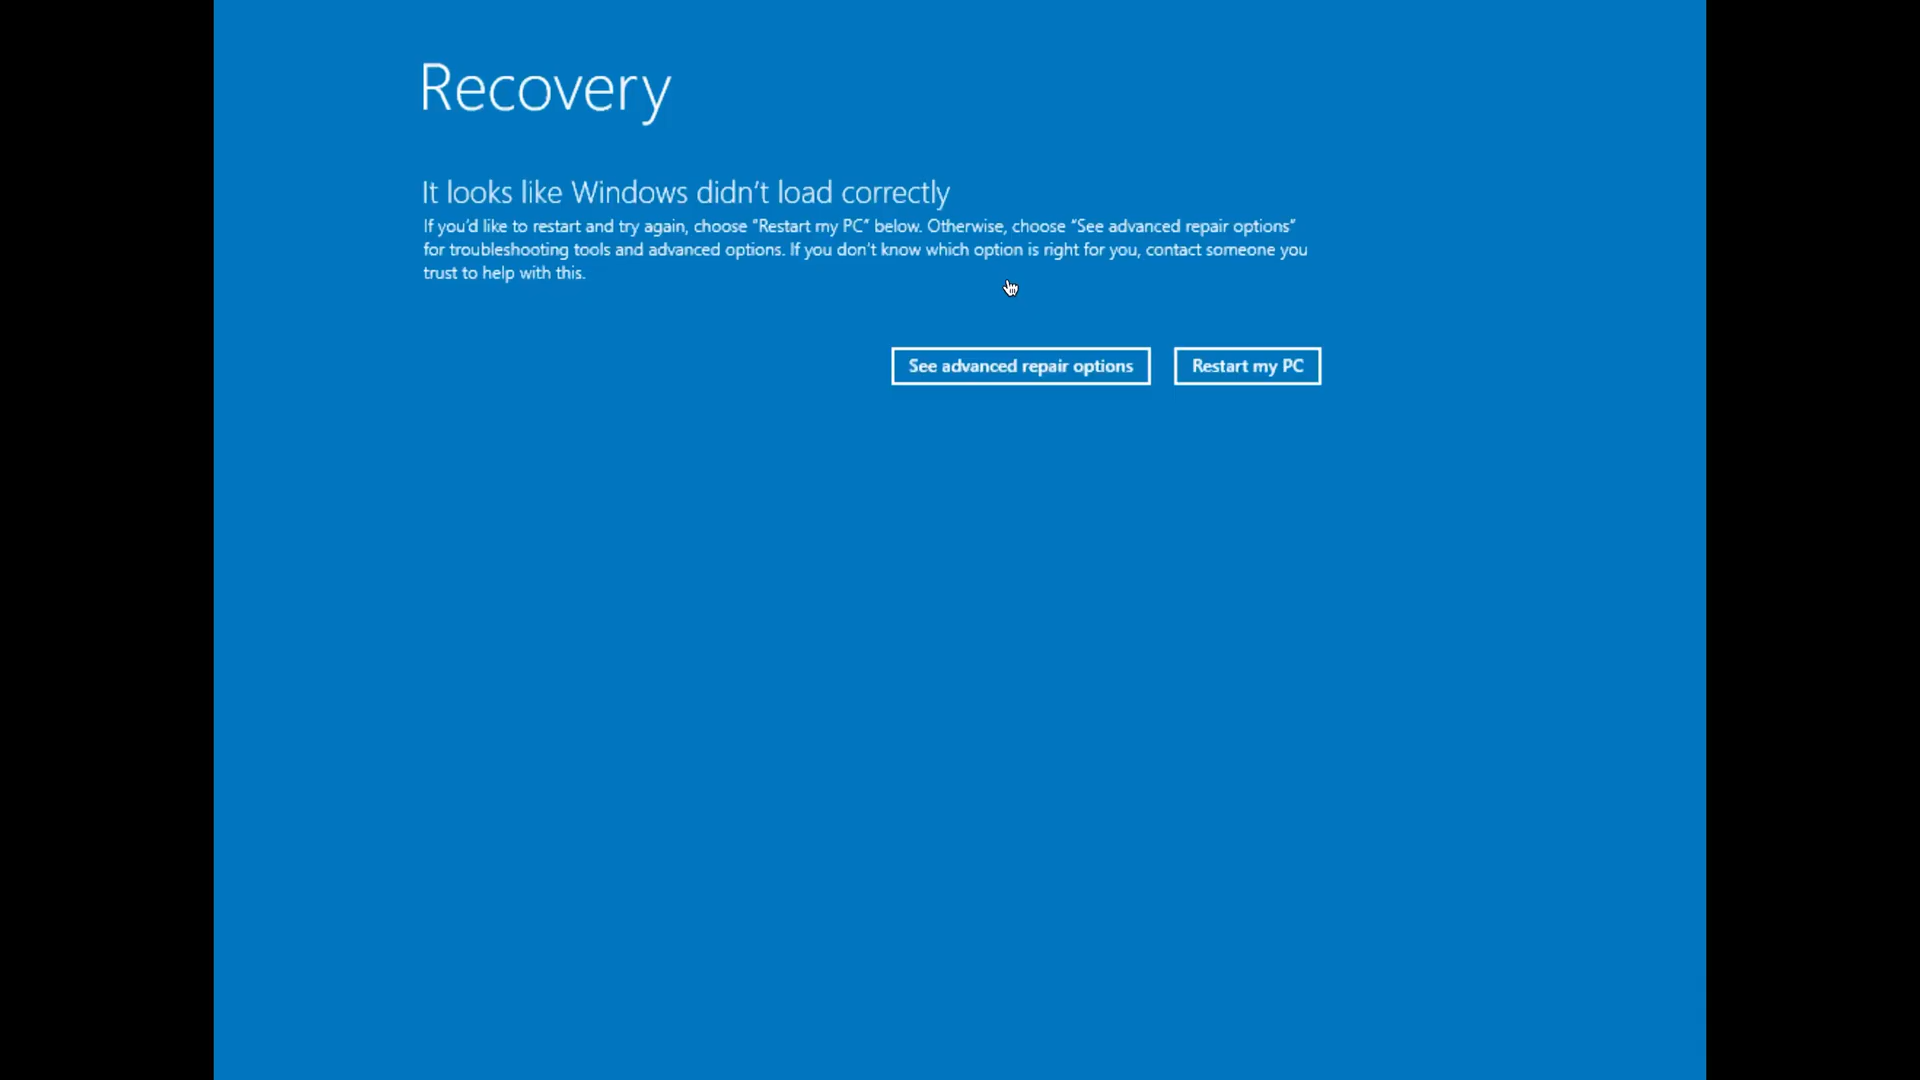 Recovery
It looks like Windows didn’t load correctly
If you’d like to restart and try again, choose “Restart my PC” below. Otherwise, choose “See advanced repair options”
for troubleshooting tools and advanced options. If you don’t know which option is right for you, contact someone you
trust to help with this.
See advanced repair options
Restart my PC